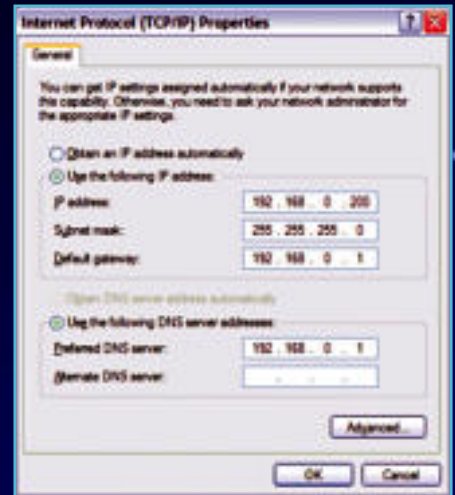 Internet Protocol (TCP/IP) Properties
General
You can get IP settings assigned automatically if your network supports
this capability. Otherwise, you need to ask your network administrator for
the appropriate IP settings.
Obtain an IP address automatically
Use the following IP address:
IP address: 192 . 168 . 0 . 200
Subnet mask: 255 . 255 . 255 . 0
Default gateway: 192 . 168 . 0 . 1
Obtain DNS server address automatically
Use the following DNS server addresses:
Preferred DNS server: 192 . 168 . 0 . 1
Alternate DNS server: . . .
Advanced...
OK Cancel